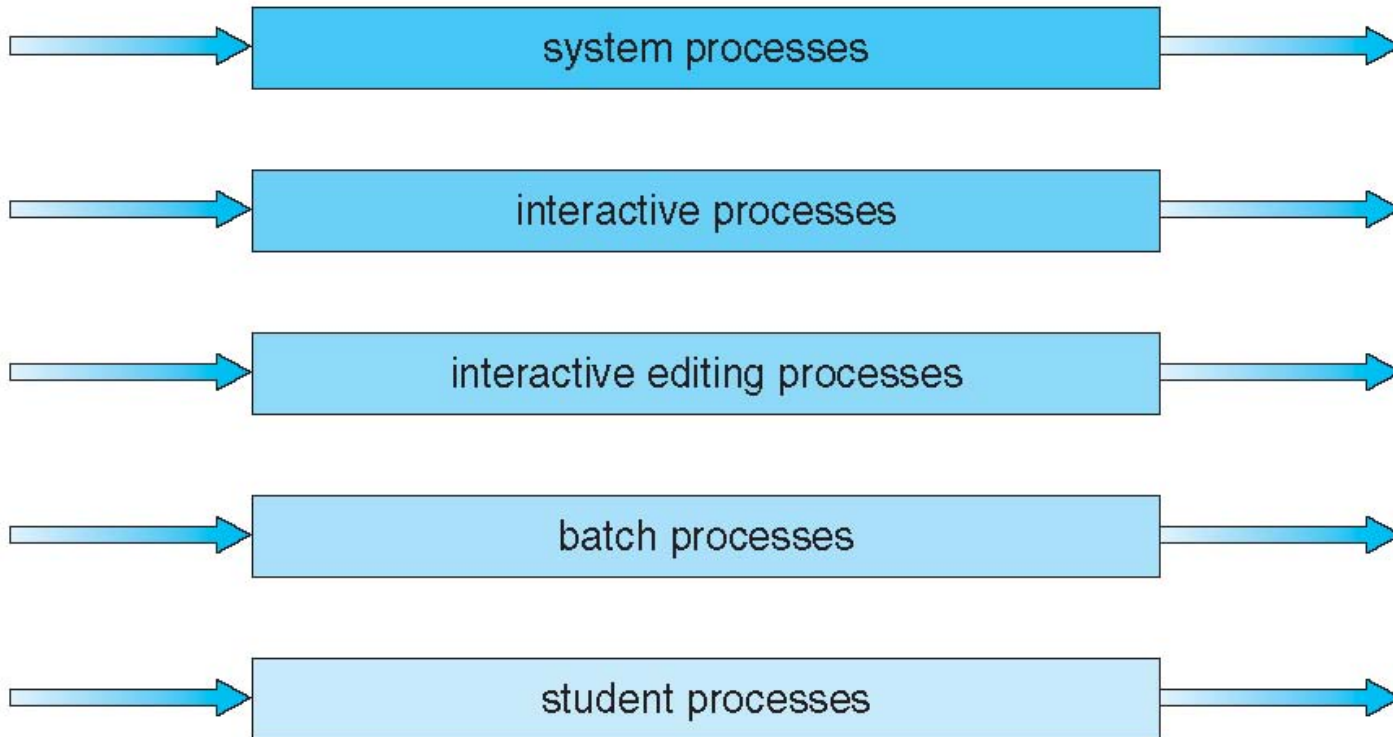 system processes
interactive processes
interactive editing processes
batch processes
student processes